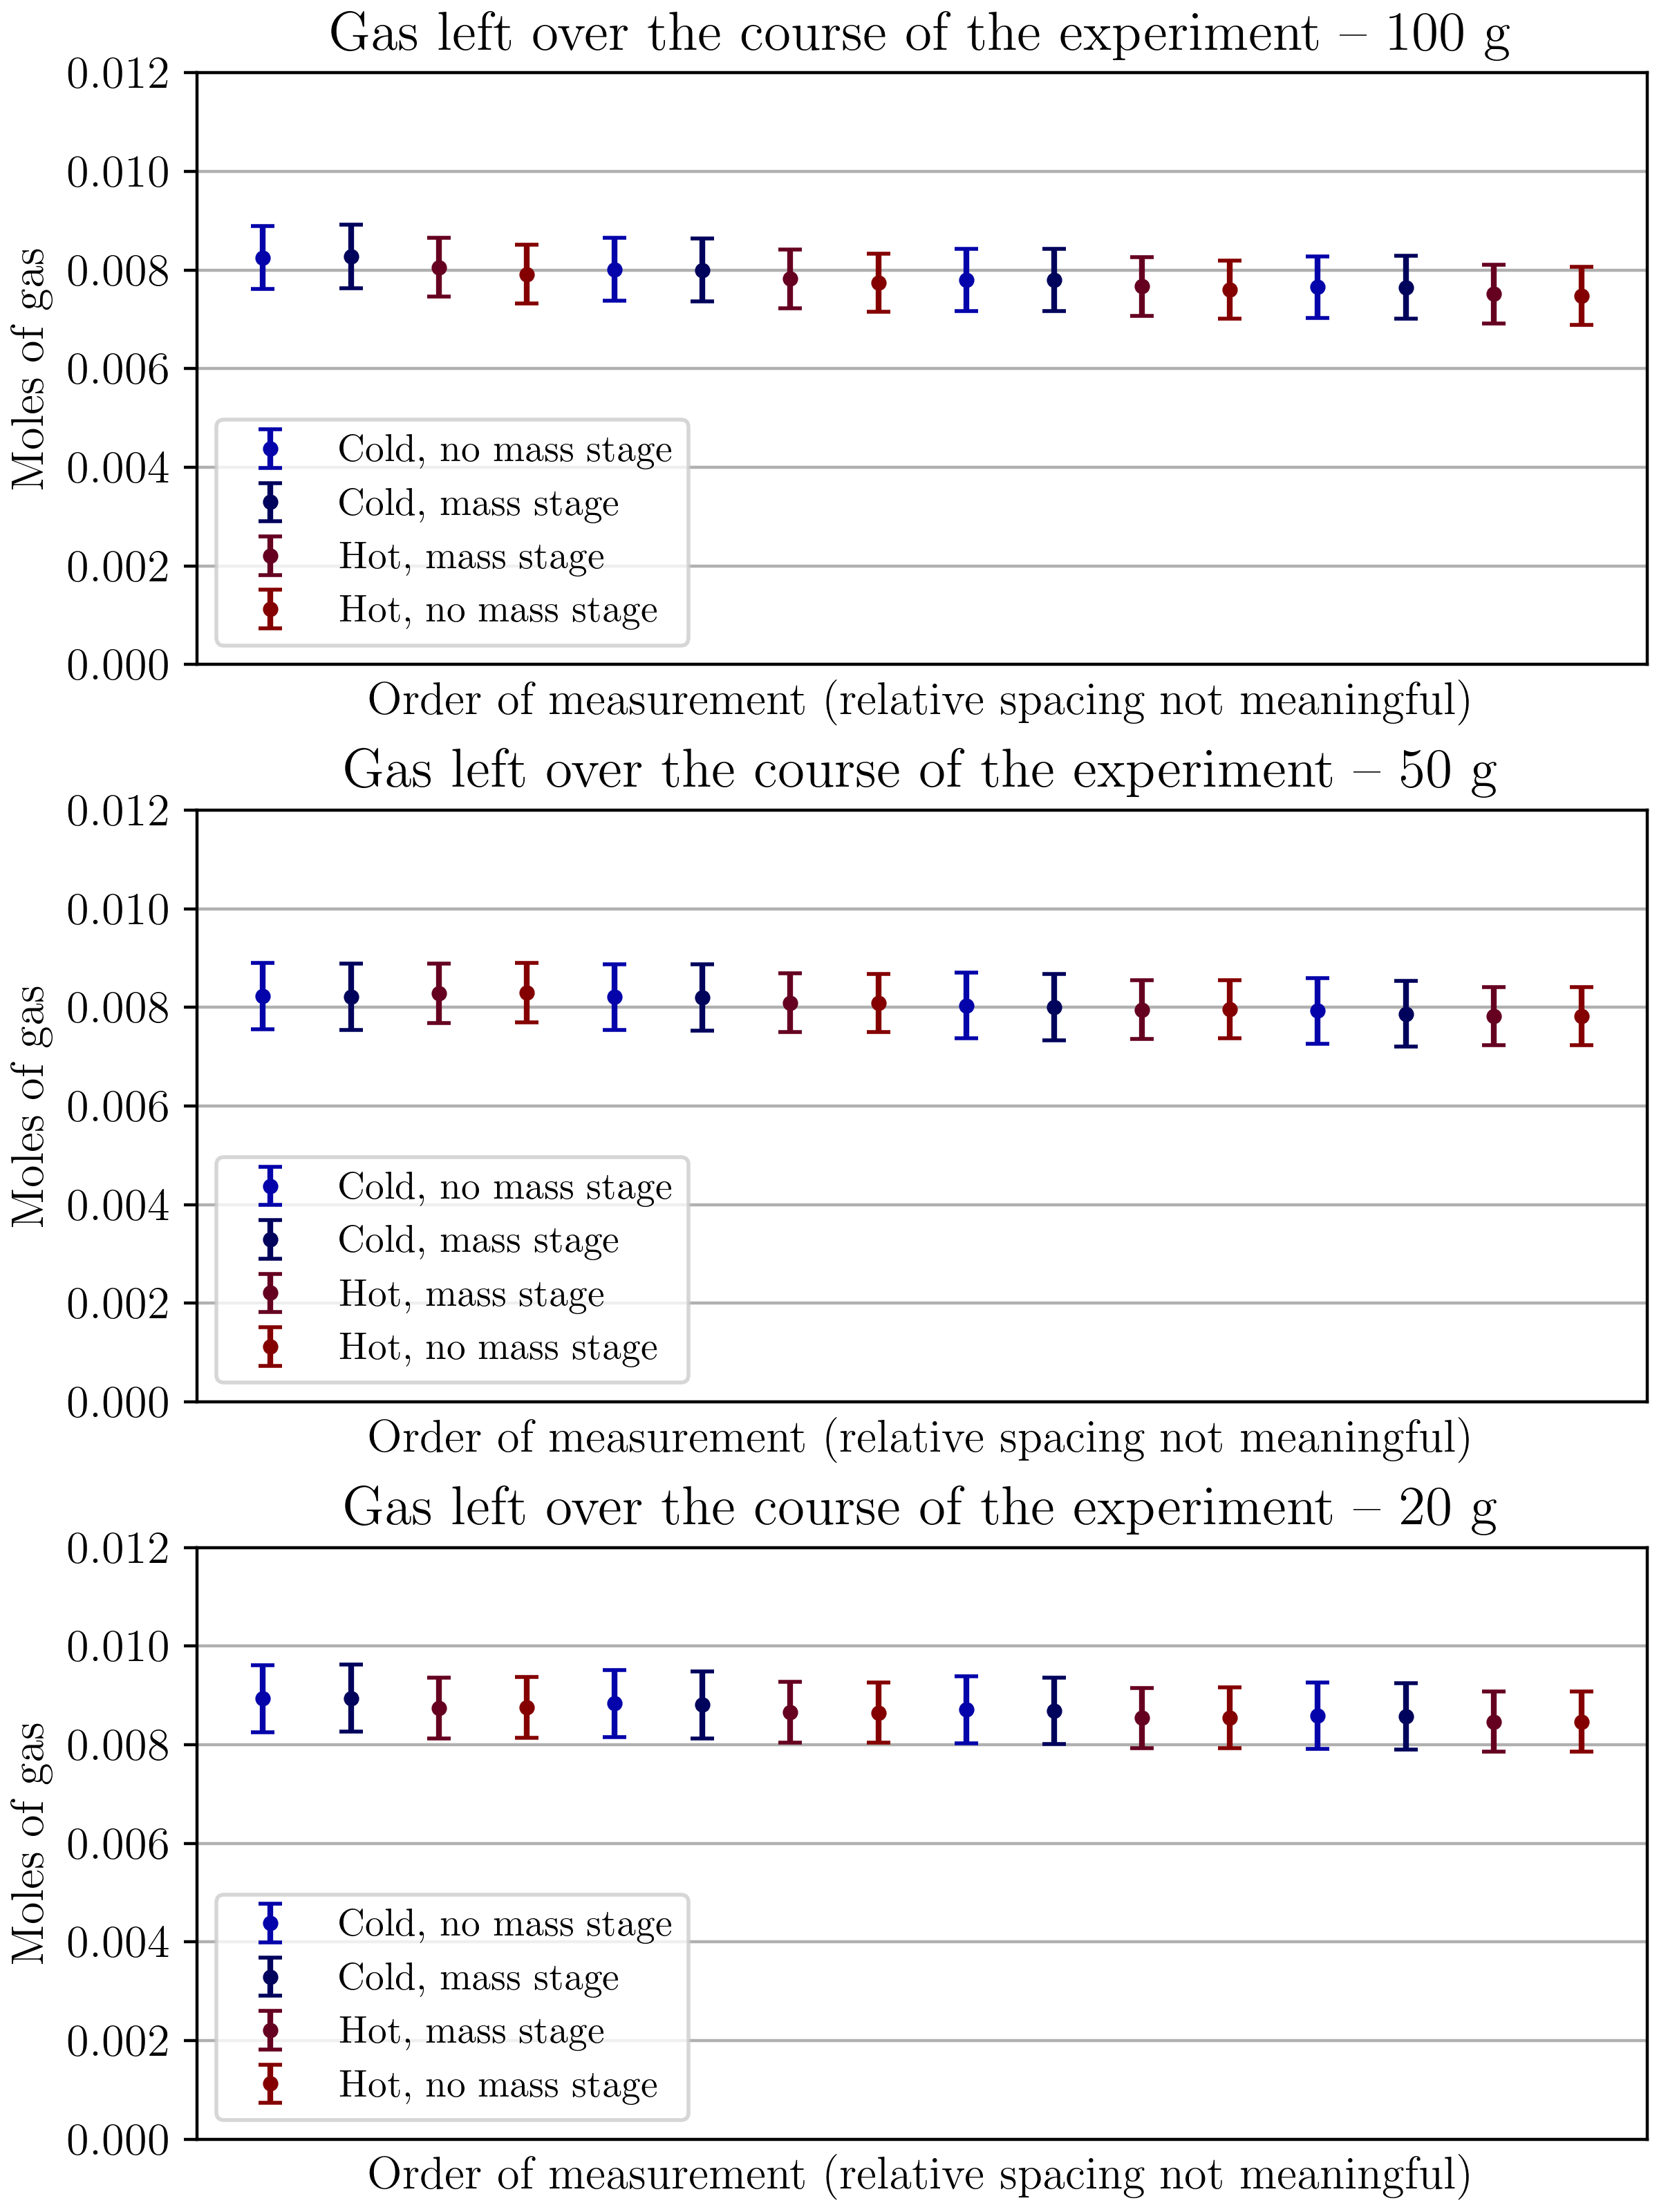 Gas left over the course of the experiment – 100 g
0.012
0.010
0.008
0.006
0.004
0.002
0.000
Moles of gas
Cold, no mass stage
Cold, mass stage
Hot, mass stage
Hot, no mass stage
Order of measurement (relative spacing not meaningful)
Gas left over the course of the experiment – 50 g
0.012
0.010
0.008
0.006
0.004
0.002
0.000
Moles of gas
Cold, no mass stage
Cold, mass stage
Hot, mass stage
Hot, no mass stage
Order of measurement (relative spacing not meaningful)
Gas left over the course of the experiment – 20 g
0.012
0.010
0.008
0.006
0.004
0.002
0.000
Moles of gas
Cold, no mass stage
Cold, mass stage
Hot, mass stage
Hot, no mass stage
Order of measurement (relative spacing not meaningful)